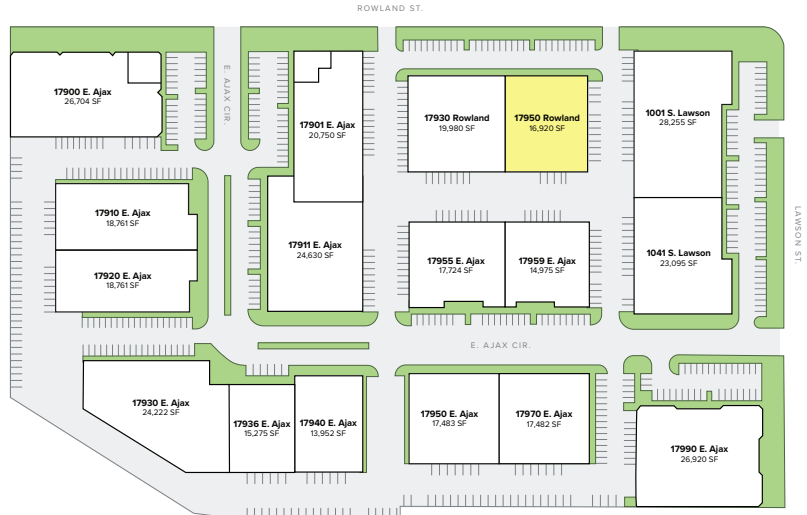 ROWLAND ST.
17900 E. Ajax
26,704 SF
E. AJAX CIR.
17901 E. Ajax
20,750 SF
17930 Rowland
19,980 SF
17950 Rowland
16,920 SF
1001 S. Lawson
28,255 SF
17910 E. Ajax
18,761 SF
17911 E. Ajax
24,630 SF
LAWSON ST.
17920 E. Ajax
18,761 SF
17955 E. Ajax
17,724 SF
17959 E. Ajax
14,975 SF
1041 S. Lawson
23,095 SF
E. AJAX CIR.
17930 E. Ajax
24,222 SF
17936 E. Ajax
15,275 SF
17940 E. Ajax
13,952 SF
17950 E. Ajax
17,483 SF
17970 E. Ajax
17,482 SF
17990 E. Ajax
26,920 SF